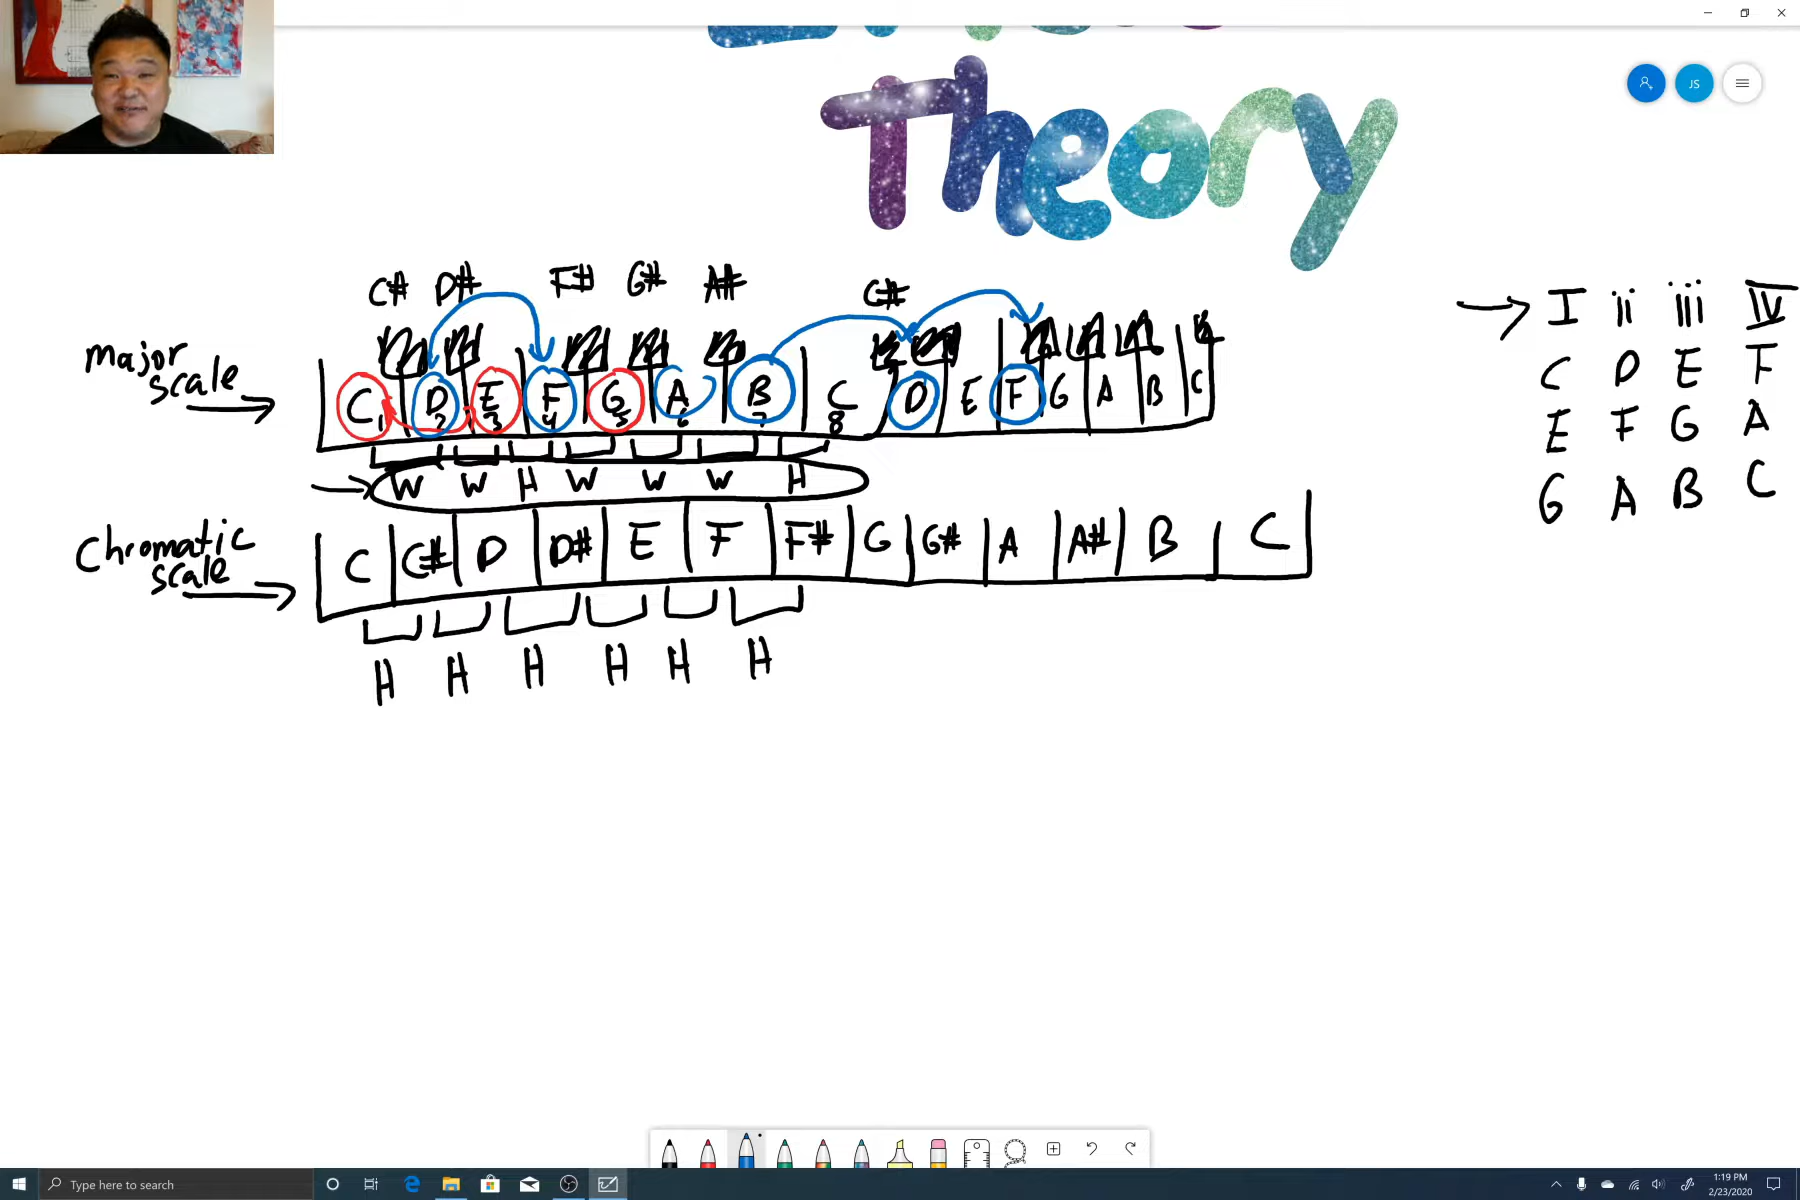 Theory
JS
C# D# F# G# A# C#
major scale
C D E F G A B C D E F G A B C
1 2 3 4 5 6 7 8
W W H W W W H
Chromatic scale
C C# D D# E F F# G G# A A# B C
H H H H H H
I ii iii IV
C D E F
E F G A
G A B C
Type here to search
1:19 PM
2/23/2020